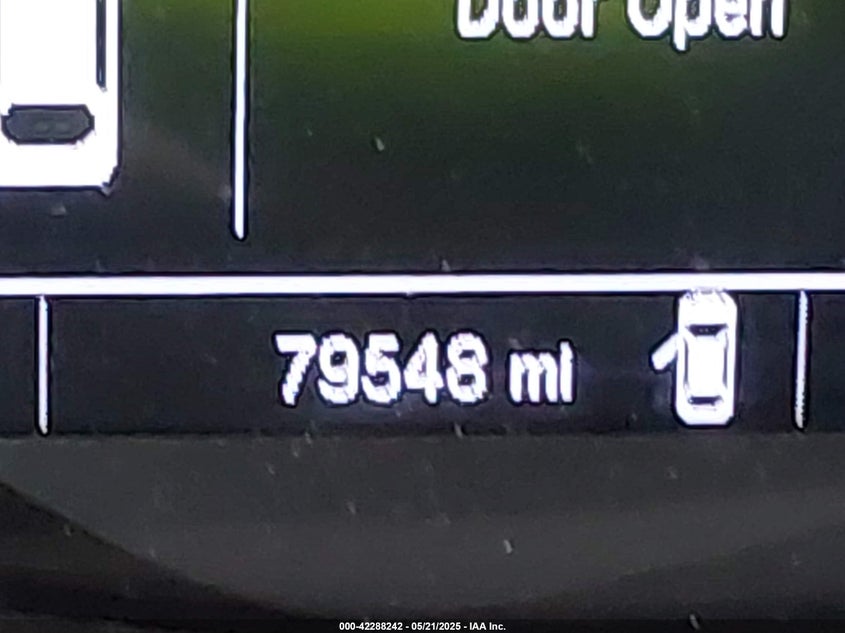 Door Open
79548 mi
000-42288242 - 05/21/2025 - IAA Inc.